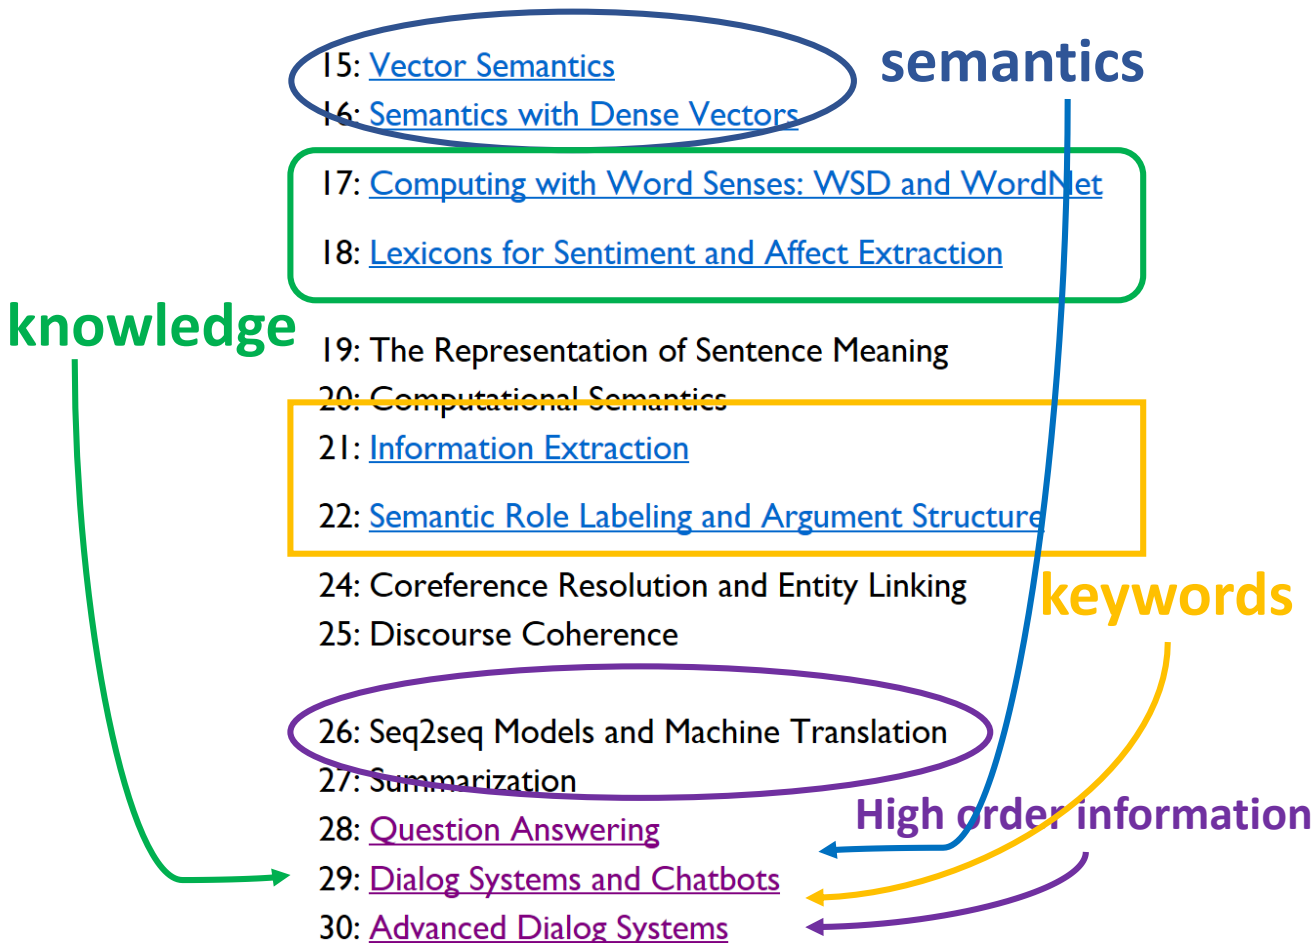 semantics
15: Vector Semantics
16: Semantics with Dense Vectors
17: Computing with Word Senses: WSD and WordNet
18: Lexicons for Sentiment and Affect Extraction
knowledge
19: The Representation of Sentence Meaning
20: Computational Semantics
21: Information Extraction
22: Semantic Role Labeling and Argument Structure
24: Coreference Resolution and Entity Linking
keywords
25: Discourse Coherence
26: Seq2seq Models and Machine Translation
27: Summarization
High order information
28: Question Answering
29: Dialog Systems and Chatbots
30: Advanced Dialog Systems